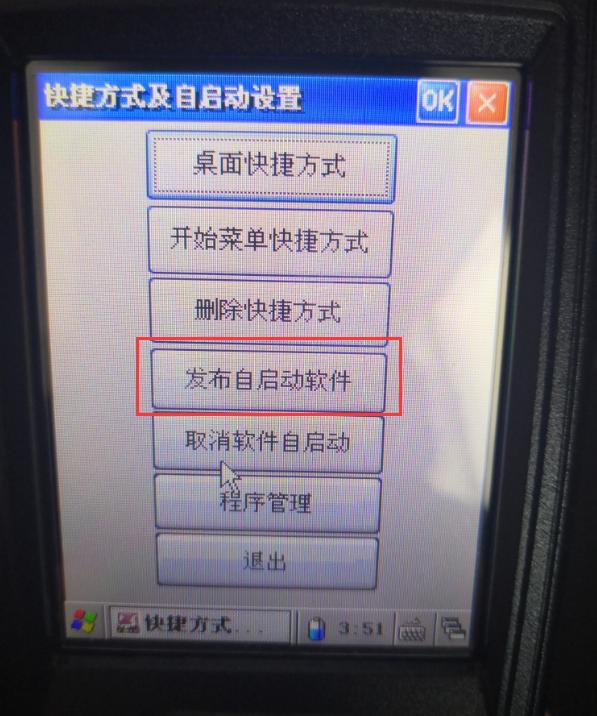 快捷方式及自启动设置 OK
桌面快捷方式
开始菜单快捷方式
删除快捷方式
发布自启动软件
取消软件自启动
程序管理
退出
快捷方式... 3:51